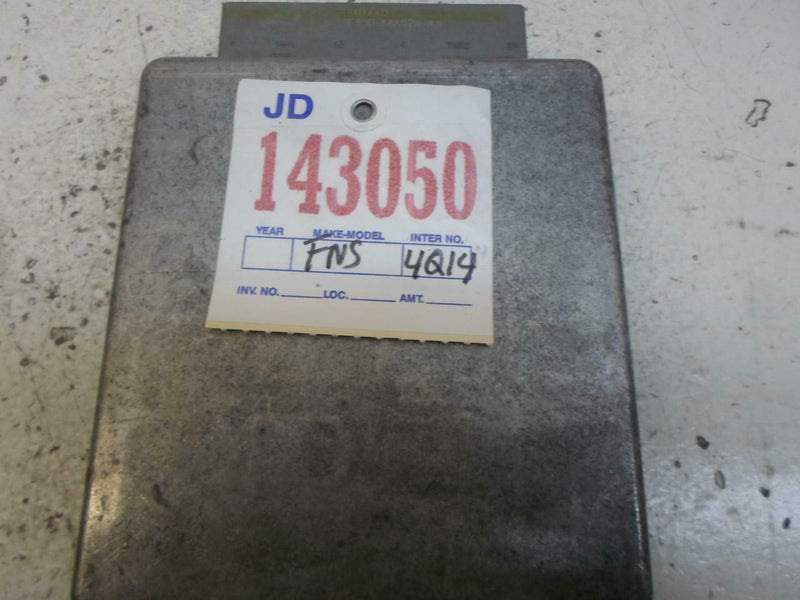 JD
143050
YEAR MAKE-MODEL INTER NO.
FNS 4Q14
INV. NO. LOC. AMT.